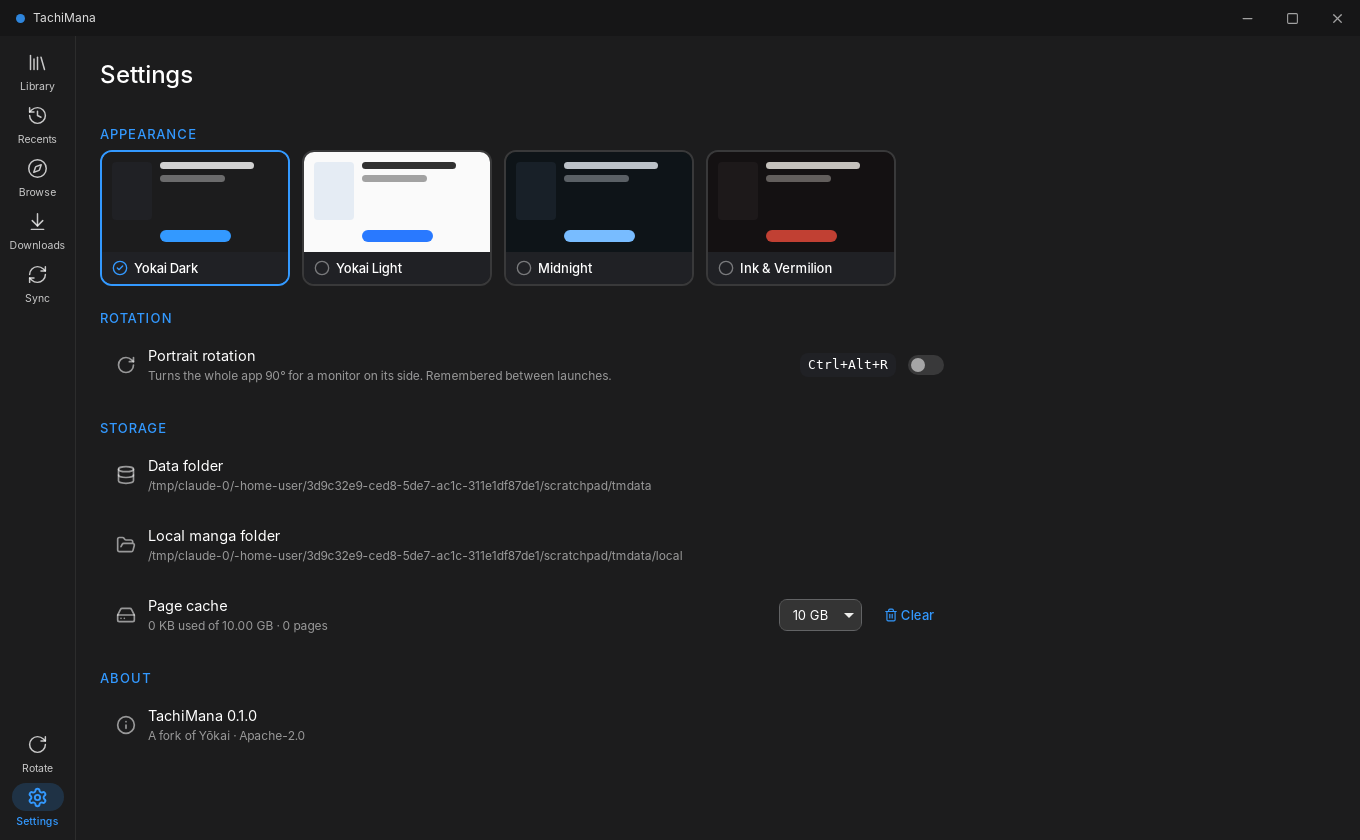 TachiMana
Library
Recents
Browse
Downloads
Sync
Rotate
Settings
Settings
APPEARANCE
Yokai Dark
Yokai Light
Midnight
Ink & Vermilion
ROTATION
Portrait rotation
Turns the whole app 90° for a monitor on its side. Remembered between launches.
Ctrl+Alt+R
STORAGE
Data folder
/tmp/claude-0/-home-user/3d9c32e9-ced8-5de7-ac1c-311e1df87de1/scratchpad/tmdata
Local manga folder
/tmp/claude-0/-home-user/3d9c32e9-ced8-5de7-ac1c-311e1df87de1/scratchpad/tmdata/local
Page cache
0 KB used of 10.00 GB · 0 pages
10 GB
Clear
ABOUT
TachiMana 0.1.0
A fork of Yōkai · Apache-2.0